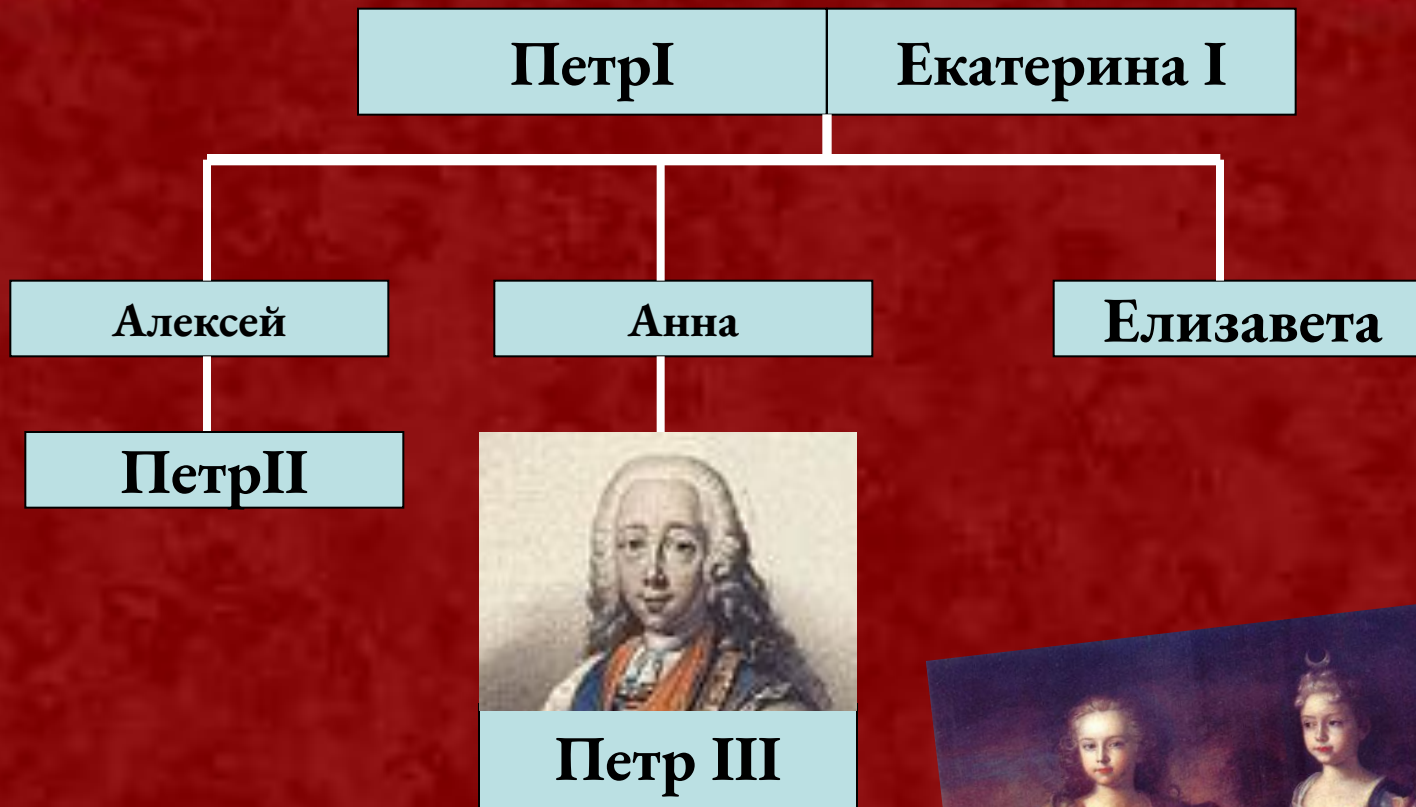 ПетрI
Екатерина I
Алексей
Анна
Елизавета
ПетрII
Петр III